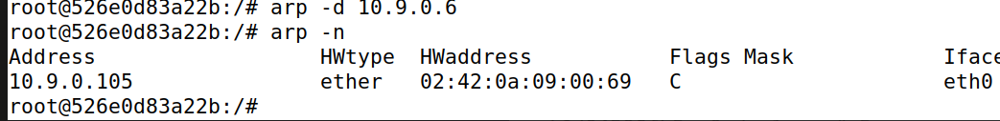 root@526e0d83a22b:/# arp -d 10.9.0.6
root@526e0d83a22b:/# arp -n
Address                  HWtype  HWaddress           Flags Mask            Iface
10.9.0.105               ether   02:42:0a:09:00:69   C                     eth0
root@526e0d83a22b:/#